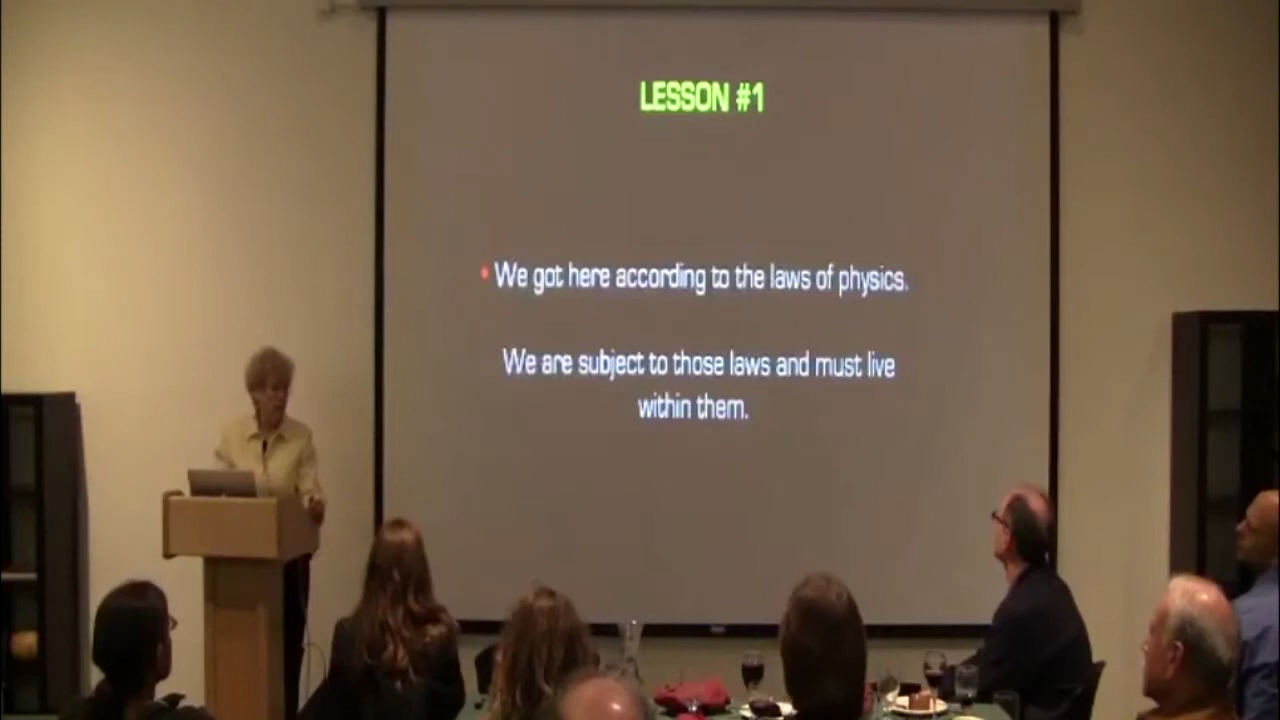 LESSON #1
We got here according to the laws of physics.
We are subject to those laws and must live
within them.